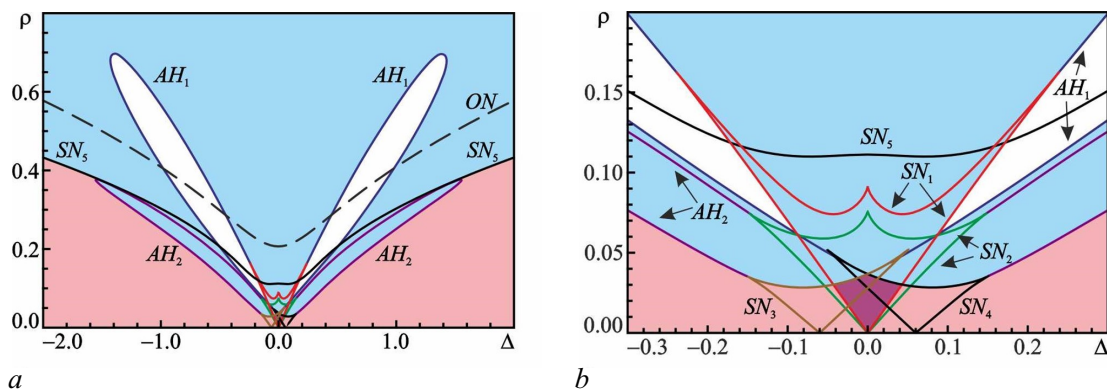 ρ
AH₁
AH₁
0.6
ON
SN₅
SN₅
0.4
0.2
AH₂
AH₂
0.0
−2.0
−1.0
0.0
1.0
Δ
a
ρ
0.15
AH₁
SN₅
0.10
SN₁
AH₂
SN₂
0.05
SN₃
SN₄
0.00
−0.3
−0.2
−0.1
0.0
0.1
0.2
Δ
b